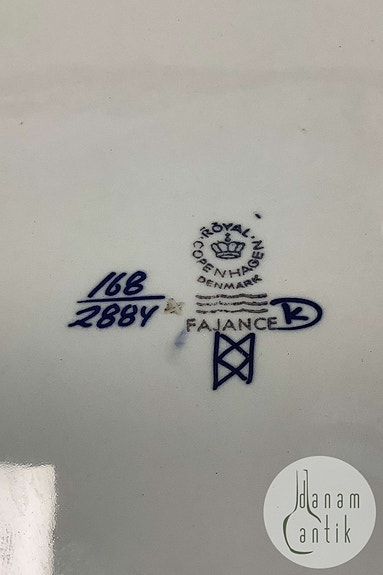 ROYAL
COPENHAGEN
DENMARK
168
2884
FAJANCE
K
danam
antik